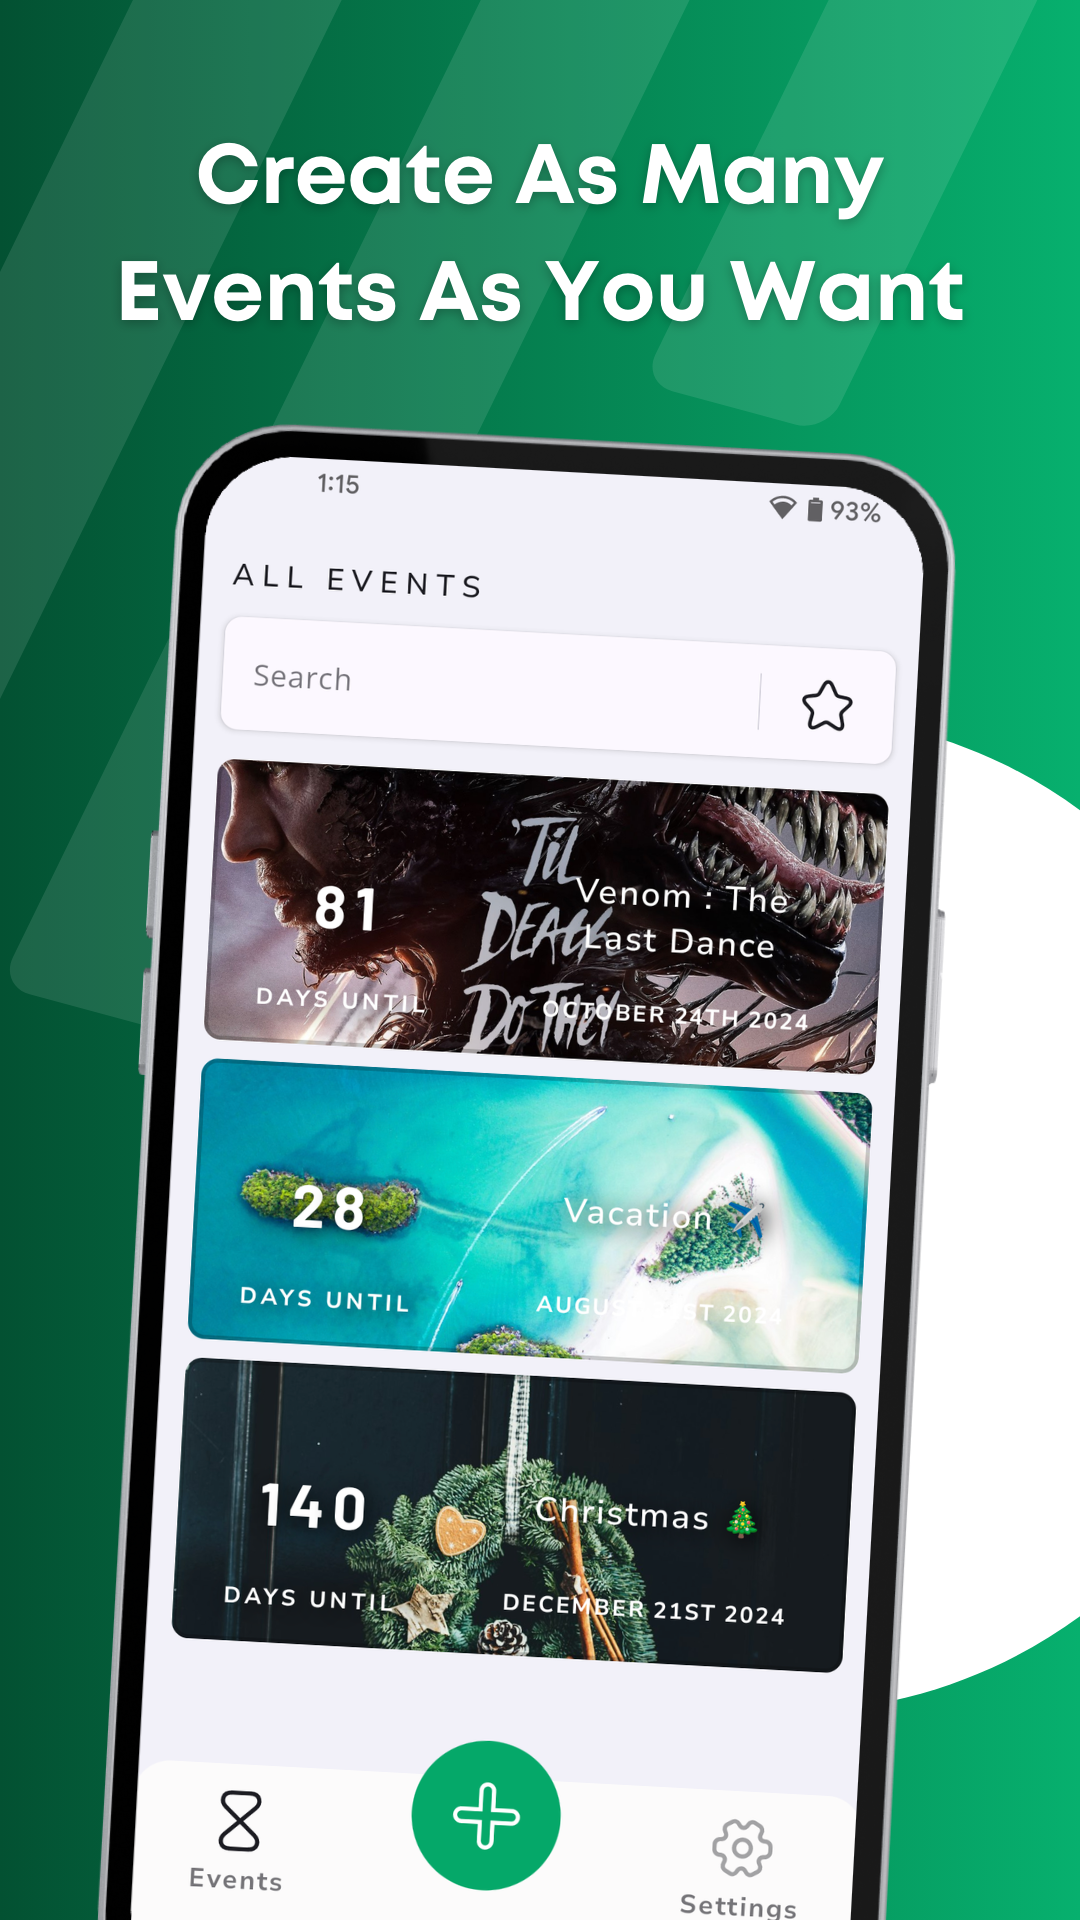 Create As Many
Events As You Want
1:15
93%
ALL EVENTS
Search
'TIL
DEATH
DO THEY
81
Venom : The
Last Dance
DAYS UNTIL
OCTOBER 24TH 2024
28
Vacation ✈️
DAYS UNTIL
AUGUST ST 2024
140
Christmas 🎄
DAYS UNTIL
DECEMBER 21ST 2024
Events
Settings